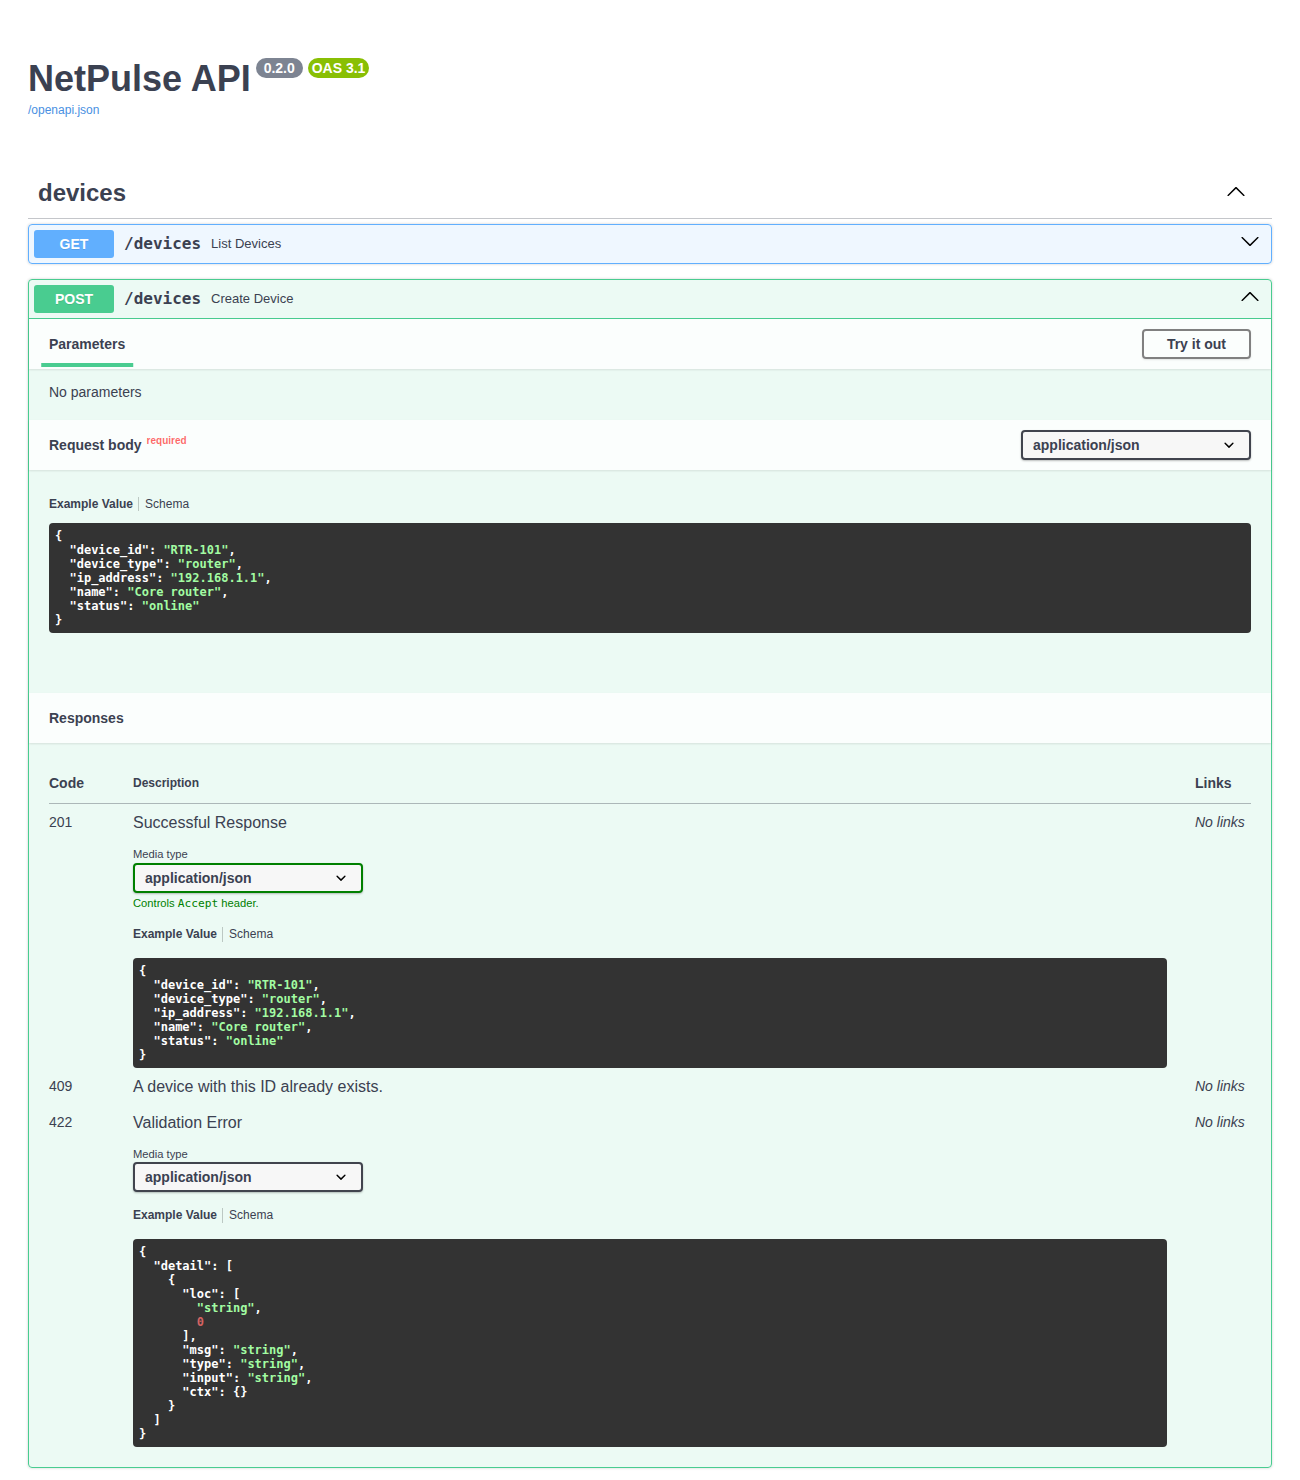 NetPulse API 0.2.0 OAS 3.1
/openapi.json
devices
GET /devices List Devices
POST /devices Create Device
Parameters Try it out
No parameters
Request body required application/json
Example Value Schema
{
  "device_id": "RTR-101",
  "device_type": "router",
  "ip_address": "192.168.1.1",
  "name": "Core router",
  "status": "online"
}
Responses
Code Description Links
201 Successful Response No links
Media type
application/json
Controls Accept header.
Example Value Schema
{
  "device_id": "RTR-101",
  "device_type": "router",
  "ip_address": "192.168.1.1",
  "name": "Core router",
  "status": "online"
}
409 A device with this ID already exists. No links
422 Validation Error No links
Media type
application/json
Example Value Schema
{
  "detail": [
    {
      "loc": [
        "string",
        0
      ],
      "msg": "string",
      "type": "string",
      "input": "string",
      "ctx": {}
    }
  ]
}